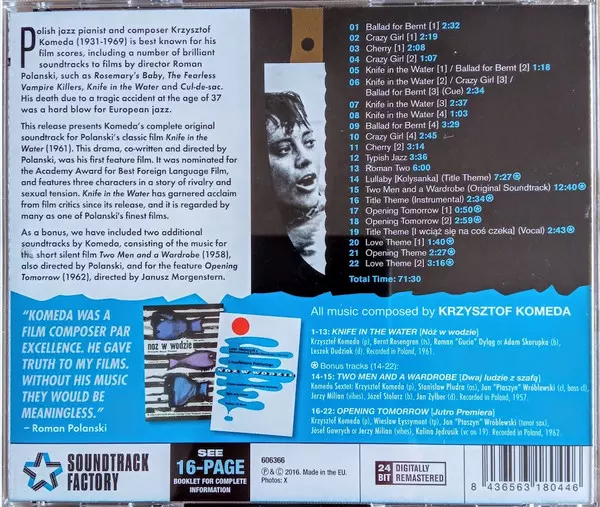 Polish jazz pianist and composer Krzysztof
Komeda (1931-1969) is best known for his
film scores, including a number of brilliant
soundtracks to films by director Roman
Polanski, such as Rosemary's Baby, The Fearless
Vampire Killers, Knife in the Water and Cul-de-sac.
His death due to a tragic accident at the age of 37
was a hard blow for European jazz.
This release presents Komeda's complete original
soundtrack for Polanski's classic film Knife in the
Water (1961). This drama, co-written and directed by
Polanski, was his first feature film. It was nominated for
the Academy Award for Best Foreign Language Film,
and features three characters in a story of rivalry and
sexual tension. Knife in the Water has garnered acclaim
from film critics since its release, and it is regarded by
many as one of Polanski's finest films.
As a bonus, we have included two additional
soundtracks by Komeda, consisting of the music for
the short silent film Two Men and a Wardrobe (1958),
also directed by Polanski, and for the feature Opening
Tomorrow (1962), directed by Janusz Morgenstern.
01 Ballad for Bernt [1] 2:32
02 Crazy Girl [1] 2:19
03 Cherry [1] 2:08
04 Crazy Girl [2] 1:07
05 Knife in the Water [1] / Ballad for Bernt [2] 1:18
06 Knife in the Water [2] / Crazy Girl [3] /
Ballad for Bernt [3] (Cue) 2:34
07 Knife in the Water [3] 2:37
08 Knife in the Water [4] 1:03
09 Ballad for Bernt [4] 3:29
10 Crazy Girl [4] 2:45
11 Cherry [2] 3:14
12 Typish Jazz 3:36
13 Roman Two 6:00
14 Lullaby [Kolysanka] (Title Theme) 7:27
15 Two Men and a Wardrobe (Original Soundtrack) 12:40
16 Title Theme (Instrumental) 2:34
17 Opening Tomorrow [1] 0:50
18 Opening Tomorrow [2] 2:59
19 Title Theme [I wciąż się na coś czeka] (Vocal) 2:43
20 Love Theme [1] 1:40
21 Opening Theme 2:27
22 Love Theme [2] 3:16
Total Time: 71:30
"KOMEDA WAS A
FILM COMPOSER PAR
EXCELLENCE. HE GAVE
TRUTH TO MY FILMS.
WITHOUT HIS MUSIC
THEY WOULD BE
MEANINGLESS."
– Roman Polanski
nóż w wodzie
NÓŻ W WODZIE
All music composed by KRZYSZTOF KOMEDA
1-13: KNIFE IN THE WATER [Nóż w wodzie]
Krzysztof Komeda (p), Bernt Rosengren (ts), Roman "Gucio" Dyląg or Adam Skorupka (b),
Leszek Dudziak (d). Recorded in Poland, 1961.
Bonus tracks (14-22):
14-15: TWO MEN AND A WARDROBE [Dwaj ludzie z szafą]
Komeda Sextet: Krzysztof Komeda (p), Stanislaw Pludra (as), Jan "Ptaszyn" Wróblewski (cl, bass cl),
Jerzy Milian (vibes), Józef Stolarz (b), Jan Zylber (d). Recorded in Poland, 1957.
16-22: OPENING TOMORROW [Jutro Premiera]
Krzysztof Komeda (p), Wieslaw Eyssymont (tp), Jan "Ptaszyn" Wróblewski (tenor sax),
Józef Gawrych or Jerzy Milian (vibes), Kalina Jędrusik (vc on 19). Recorded in Poland, 1962.
SOUNDTRACK
FACTORY
SEE
16-PAGE
BOOKLET FOR COMPLETE
INFORMATION
606366
℗ & © 2016. Made in the EU.
Photos: X
24
BIT
DIGITALLY
REMASTERED
8 436563 180446